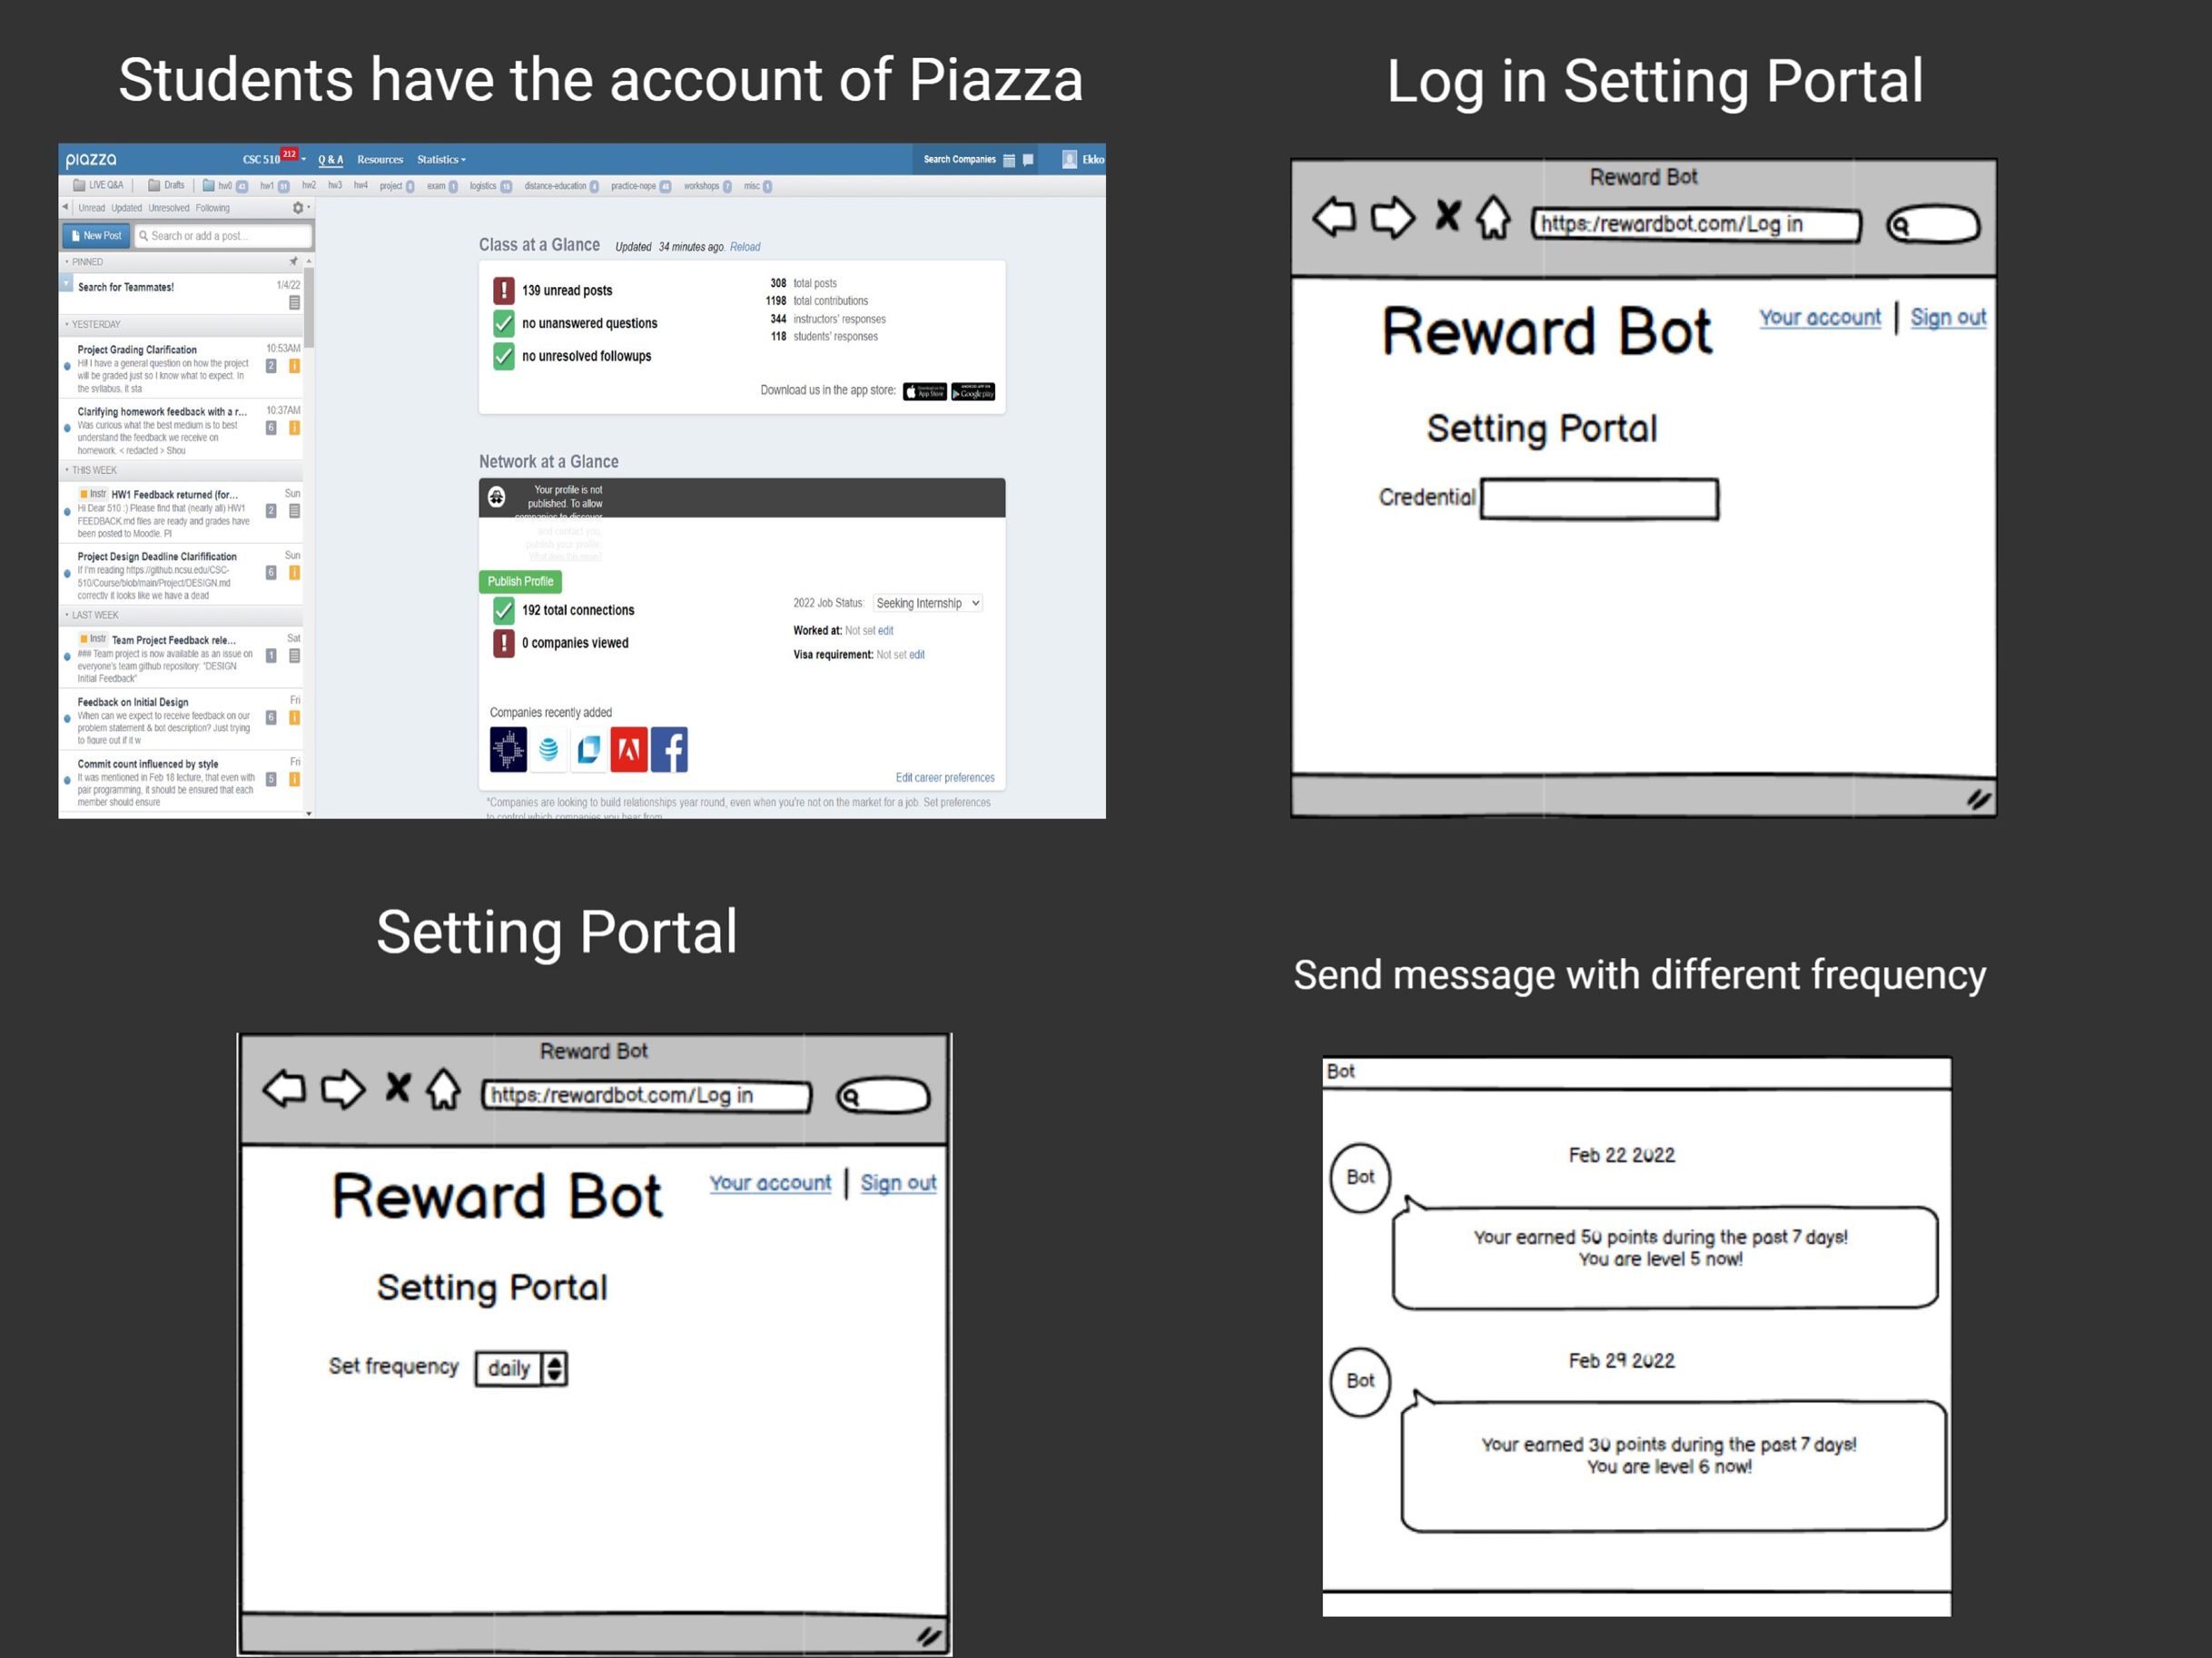 Students have the account of Piazza
piazza
CSC 510 212
Q & A
Resources
Statistics
Search Companies
Ekko
LIVE Q&A
Drafts
hw0
hw1
hw2
hw3
hw4
project
exam
logistics
distance-education
practice-nope
workshops
misc
Unread Updated Unresolved Following
New Post
Search or add a post...
PINNED
Search for Teammates! 1/4/22
YESTERDAY
Project Grading Clarification 10:53AM
Hi! I have a general question on how the project 2 i
will be graded just so I know what to expect. In
the syllabus, it sta
Clarifying homework feedback with a r... 10:37AM
Was curious what the best medium is to best 6 i
understand the feedback we receive on
homework. < redacted > Shou
THIS WEEK
Instr HW1 Feedback returned (for... Sun
Hi Dear 510 :) Please find that (nearly all) HW1 2
FEEDBACK.md files are ready and grades have
been posted to Moodle. Pl
Project Design Deadline Clarifification Sun
If I'm reading https://github.ncsu.edu/CSC- 6 i
510/Course/blob/main/Project/DESIGN.md
correctly it looks like we have a dead
LAST WEEK
Instr Team Project Feedback rele... Sat
### Team project is now available as an issue on 1
everyone's team github repository: "DESIGN
Initial Feedback"
Feedback on Initial Design Fri
When can we expect to receive feedback on our 6 i
problem statement & bot description? Just trying
to figure out if it w
Commit count influenced by style Fri
It was mentioned in Feb 18 lecture, that even with 5 i
pair programming, it should be ensured that each
member should ensure
Class at a Glance Updated 34 minutes ago. Reload
139 unread posts
no unanswered questions
no unresolved followups
308 total posts
1198 total contributions
344 instructors' responses
118 students' responses
Download us in the app store: App Store Google play
Network at a Glance
Your profile is not
published. To allow
companies to discover
and contact you,
publish your profile.
Publish Profile
192 total connections
0 companies viewed
2022 Job Status: Seeking Internship
Worked at: Not set edit
Visa requirement: Not set edit
Companies recently added
Edit career preferences
*Companies are looking to build relationships year round, even when you're not on the market for a job. Set preferences
to control which companies you hear from.
Log in Setting Portal
Reward Bot
https:/rewardbot.com/Log in
Reward Bot
Your account | Sign out
Setting Portal
Credential
Setting Portal
Reward Bot
https:/rewardbot.com/Log in
Reward Bot
Your account | Sign out
Setting Portal
Set frequency daily
Send message with different frequency
Bot
Feb 22 2022
Bot
Your earned 50 points during the past 7 days!
You are level 5 now!
Feb 29 2022
Bot
Your earned 30 points during the past 7 days!
You are level 6 now!